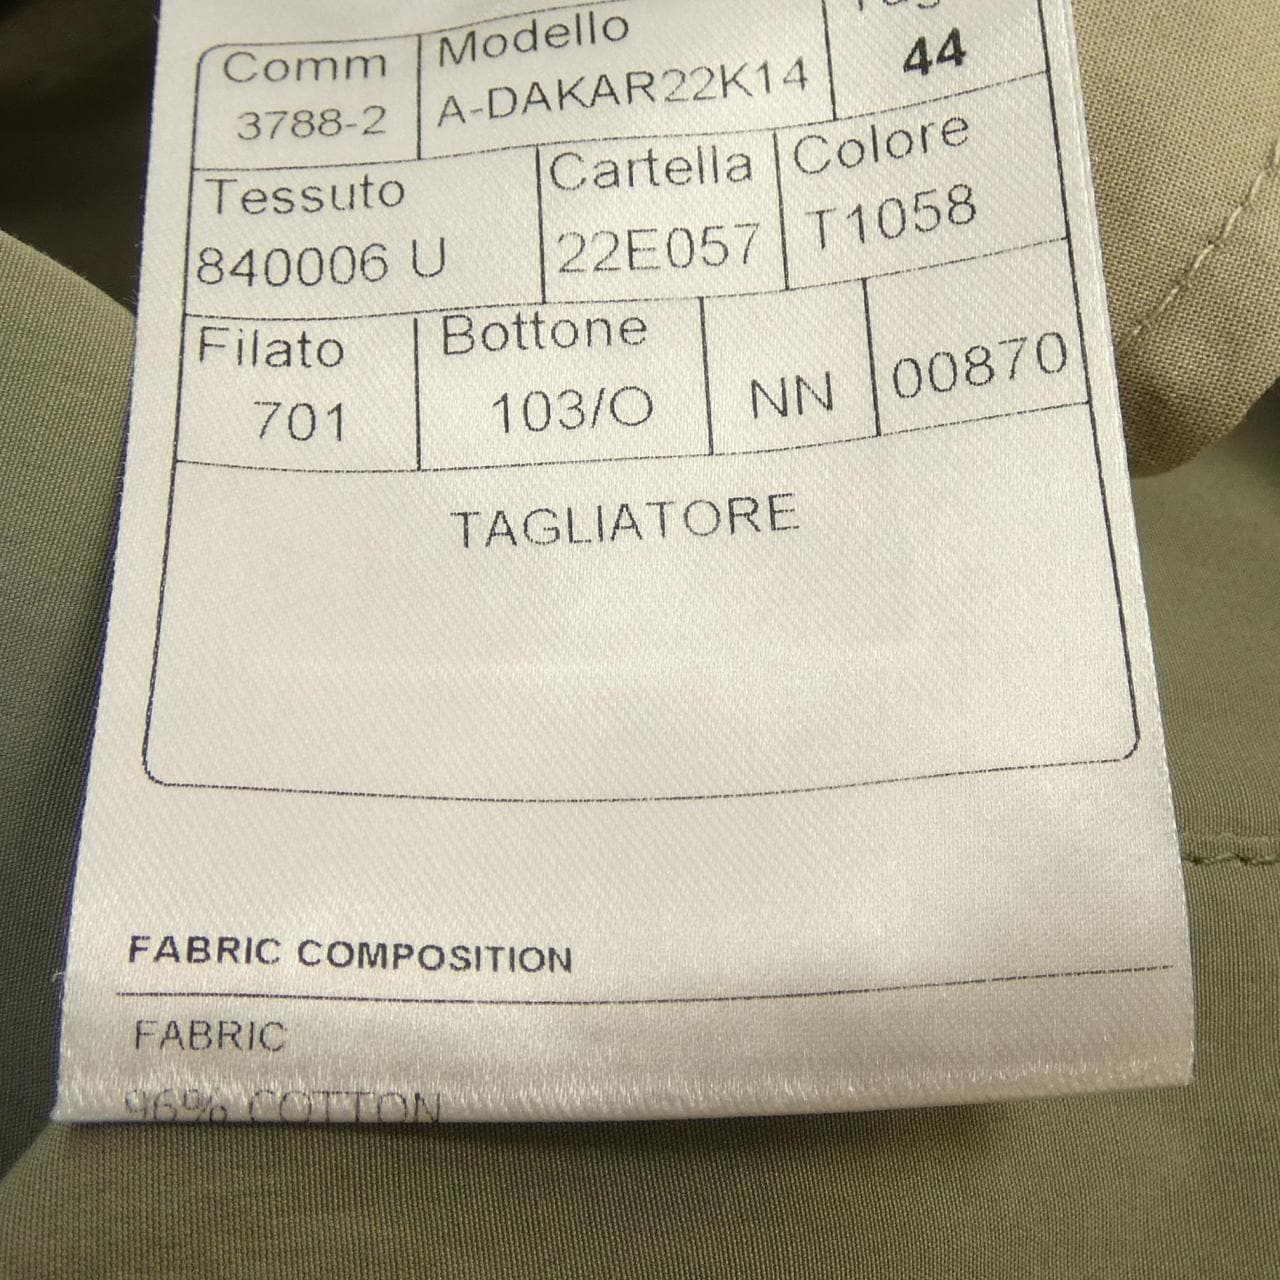 Comm Modello
3788-2 A-DAKAR22K14 44
Tessuto Cartella Colore
840006 U 22E057 T1058
Filato Bottone
701 103/O NN 00870
TAGLIATORE
FABRIC COMPOSITION
FABRIC
96% COTTON